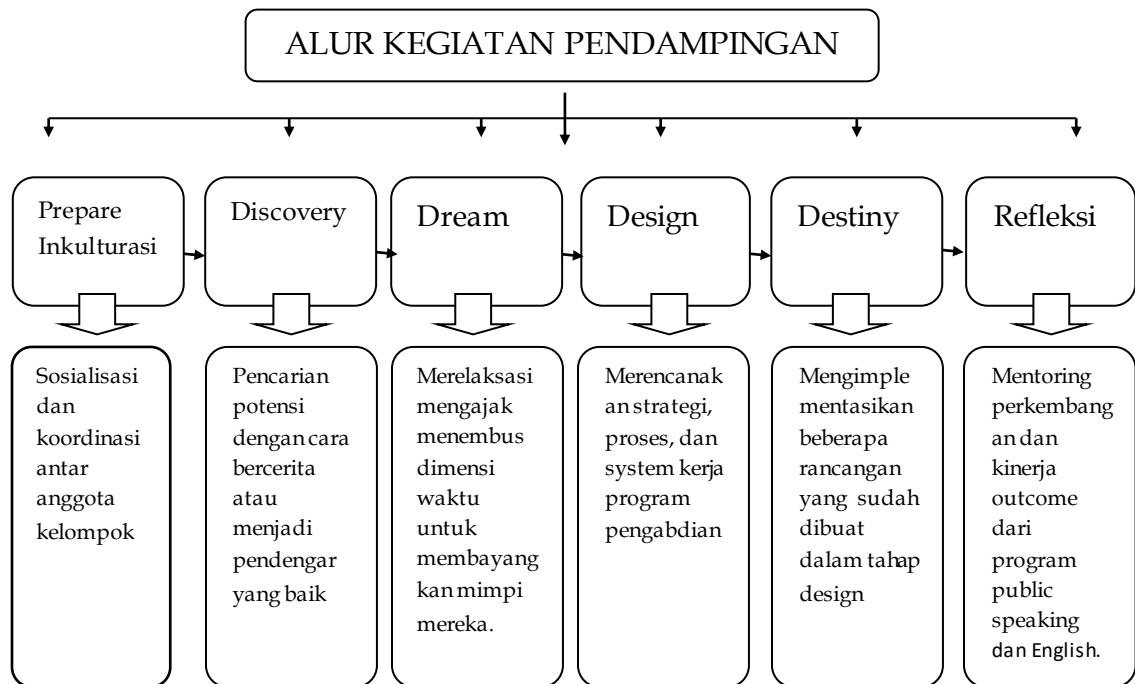 ALUR KEGIATAN PENDAMPINGAN
Prepare
Inkulturasi
Discovery
Dream
Design
Destiny
Refleksi
Sosialisasi
dan
koordinasi
antar
anggota
kelompok
Pencarian
potensi
dengan cara
bercerita
atau
menjadi
pendengar
yang baik
Merelaksasi
mengajak
menembus
dimensi
waktu
untuk
membayang
kan mimpi
mereka.
Merencanak
an strategi,
proses, dan
system kerja
program
pengabdian
Mengimple
mentasikan
beberapa
rancangan
yang sudah
dibuat
dalam tahap
design
Mentoring
perkembang
an dan
kinerja
outcome
dari
program
public
speaking
dan English.